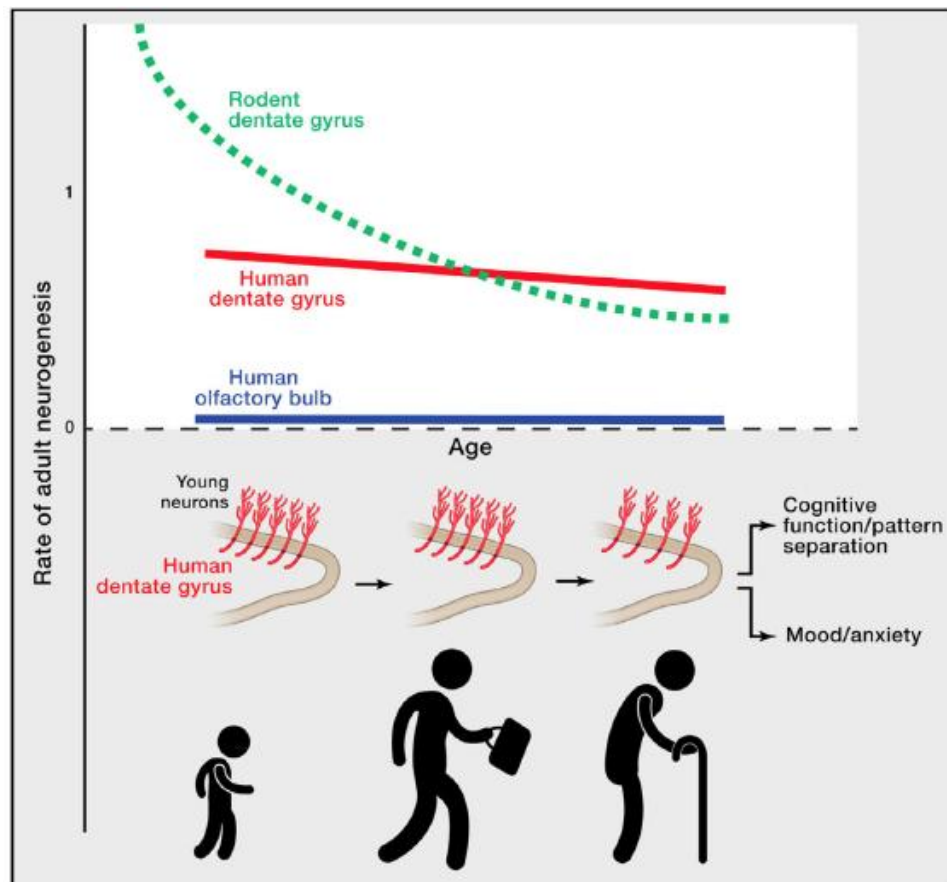 Rodent
dentate gyrus
1
Human
dentate gyrus
Human
olfactory bulb
0
Age
Rate of adult neurogenesis
Young
neurons
Human
dentate gyrus
Cognitive
function/pattern
separation
Mood/anxiety